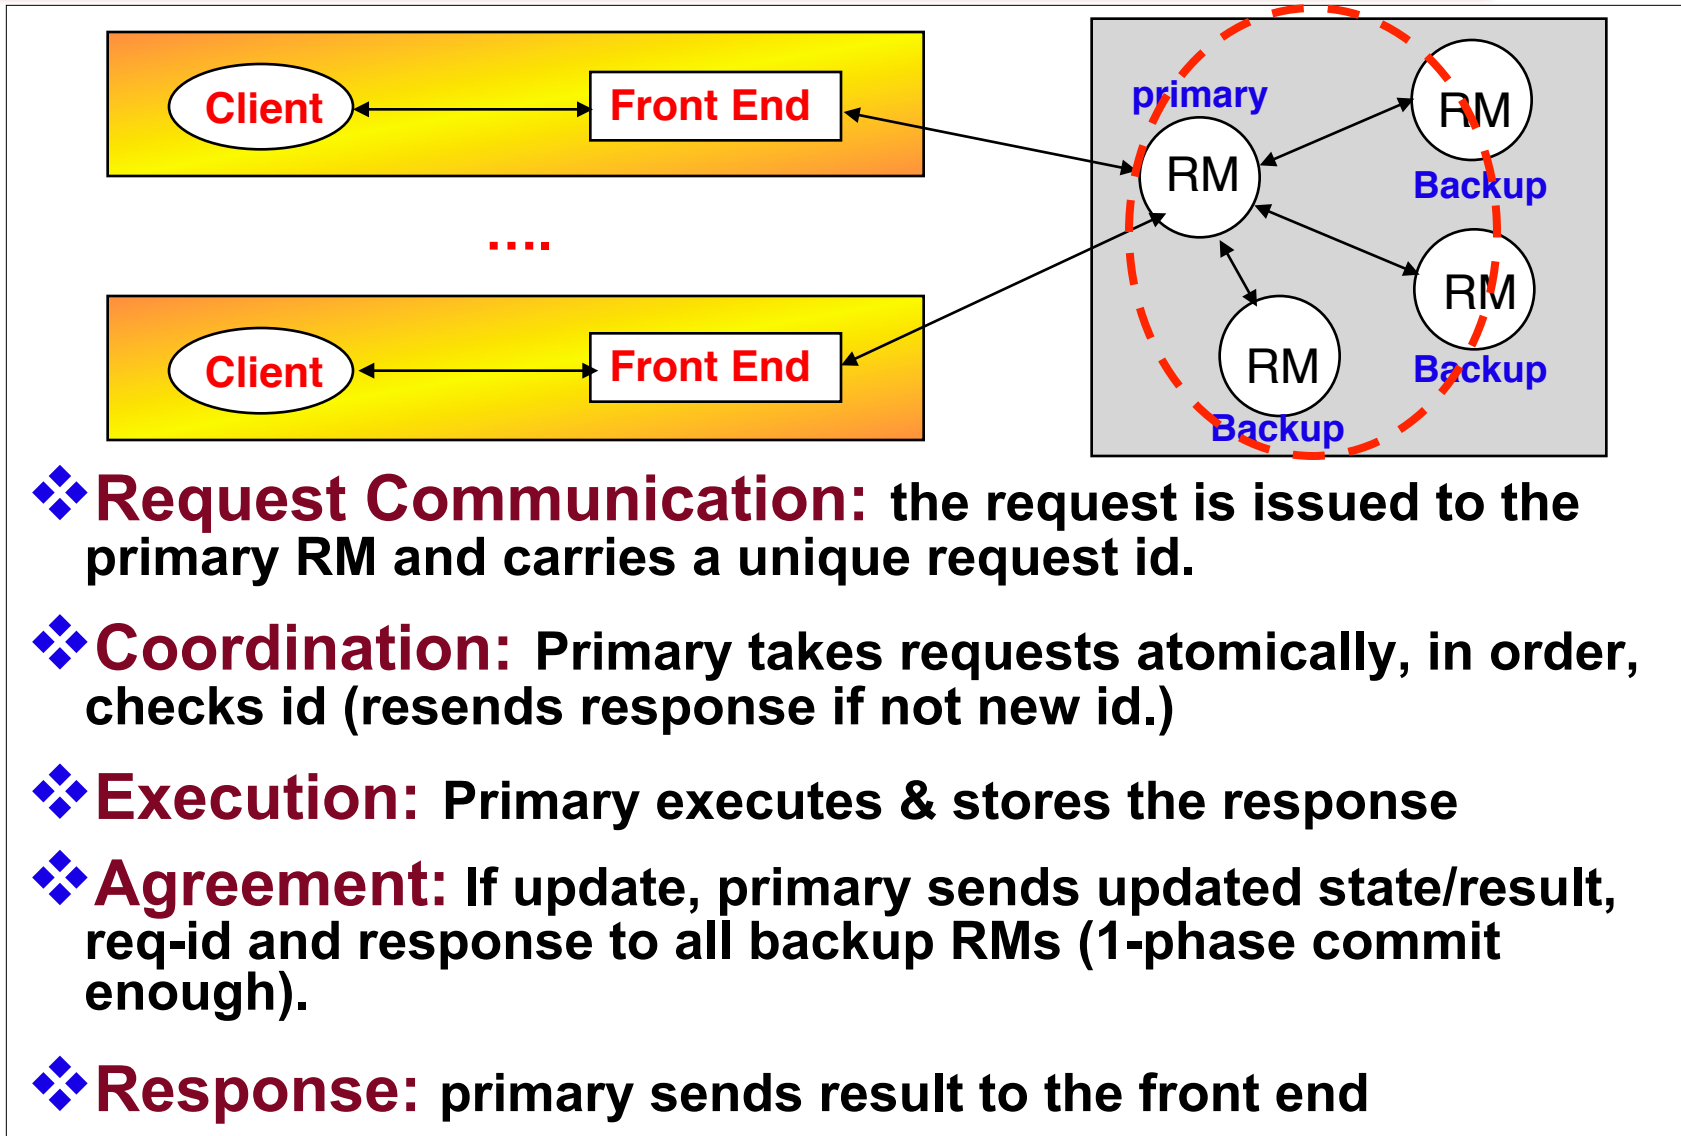 Client
Front End
primary
RM
RM
Backup
….
RM
Client
Front End
RM
Backup
Backup
Request Communication: the request is issued to the
primary RM and carries a unique request id.
Coordination: Primary takes requests atomically, in order,
checks id (resends response if not new id.)
Execution: Primary executes & stores the response
Agreement: If update, primary sends updated state/result,
req-id and response to all backup RMs (1-phase commit
enough).
Response: primary sends result to the front end